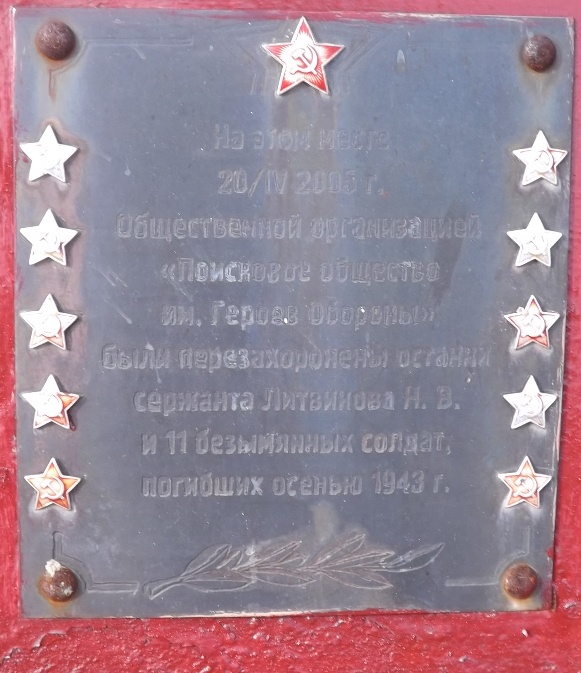 На этом месте
20/IV 2005 г.
Общественной организацией
«Поисковое общество
им. Героев Обороны»
были перезахоронены останки
сержанта Литвинова Н. В.
и 11 безымянных солдат,
погибших осенью 1943 г.